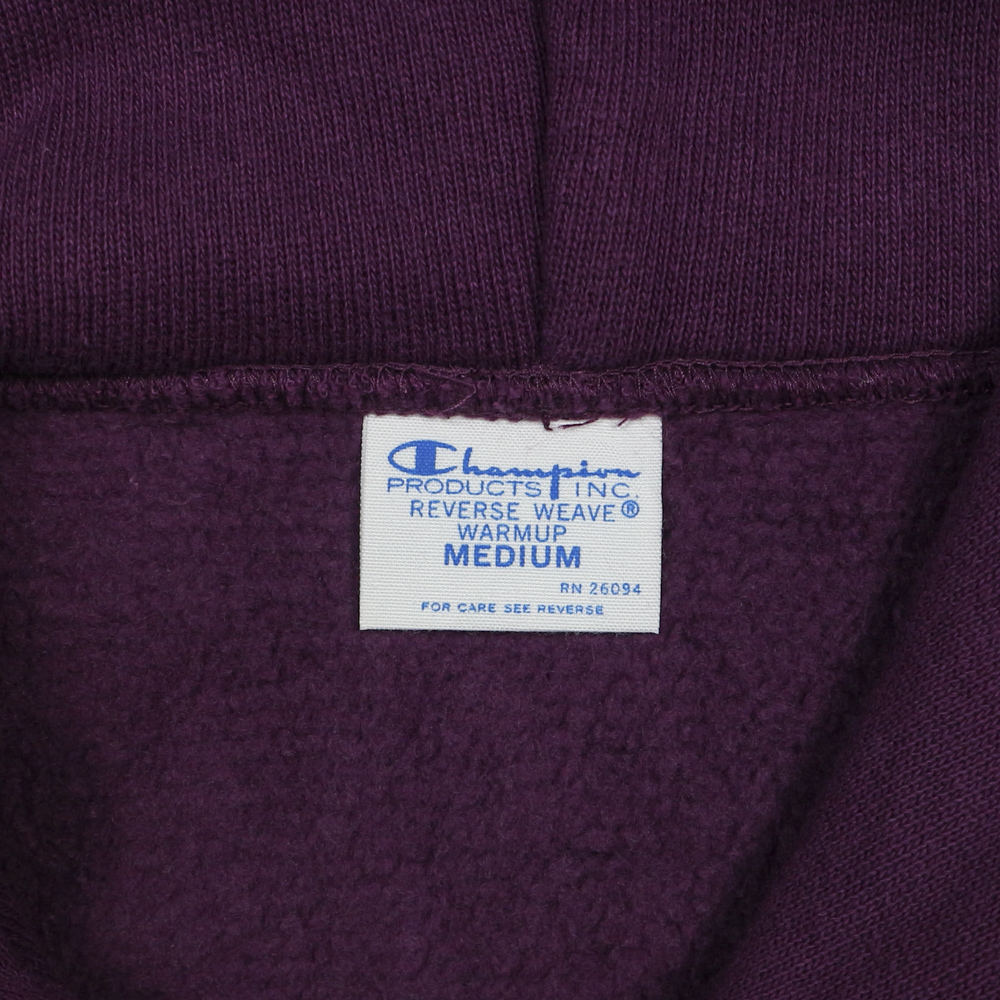 Champion
PRODUCTS INC.
REVERSE WEAVE®
WARMUP
MEDIUM
RN 26094
FOR CARE SEE REVERSE